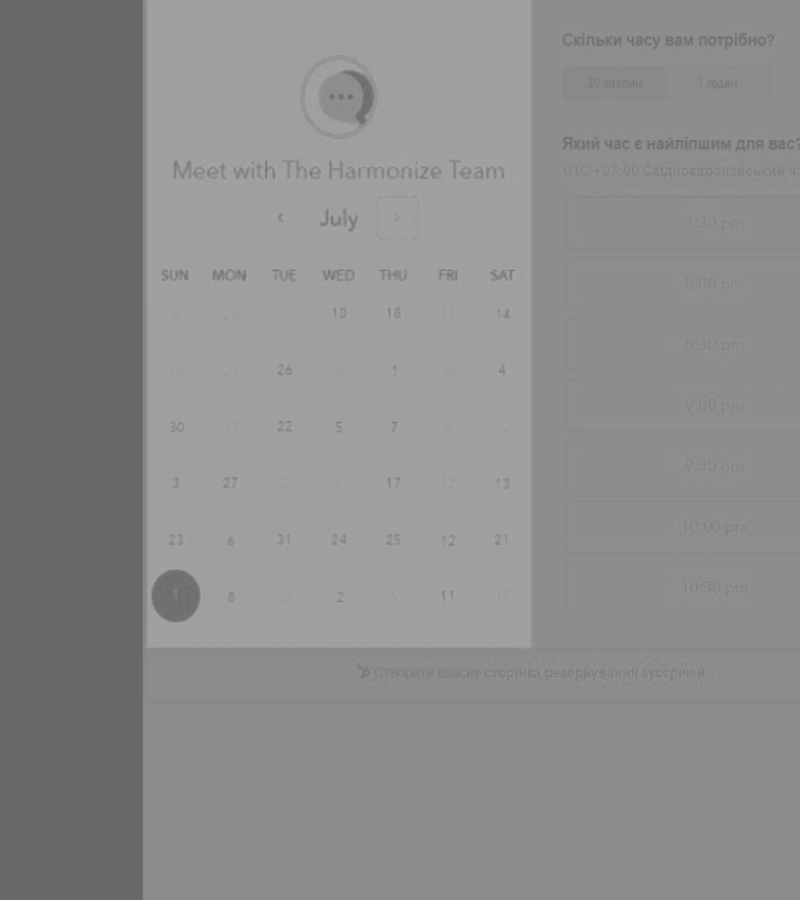 Meet with The Harmonize Team
‹ July ›
SUN MON TUE WED THU FRI SAT
5 26 3 10 18 11 14
18 29 26 30 1 30 4
30 17 22 5 7 6 22
3 27 2 5 17 12 13
23 6 31 24 25 12 21
1 8 22 2 6 11 15
Скільки часу вам потрібно?
30 хвилин 1 годин
Який час є найліпшим для вас?
UTC +03:00 Східноєвропейський
7:30 pm
8:00 pm
8:30 pm
9:00 pm
9:30 pm
10:00 pm
10:30 pm
Створити власну сторінка резервування зустрічей